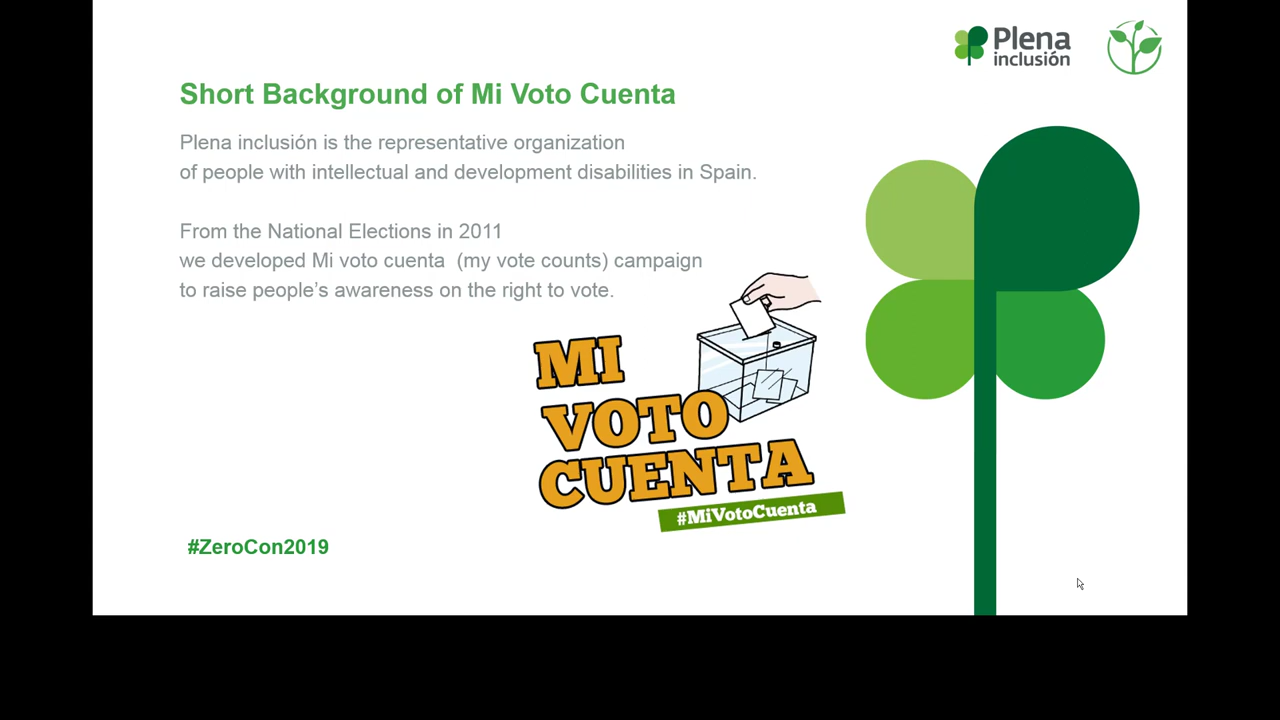 Plena
inclusión
Short Background of Mi Voto Cuenta
Plena inclusión is the representative organization
of people with intellectual and development disabilities in Spain.
From the National Elections in 2011
we developed Mi voto cuenta  (my vote counts) campaign
to raise people’s awareness on the right to vote.
MI
VOTO
CUENTA
#MiVotoCuenta
#ZeroCon2019